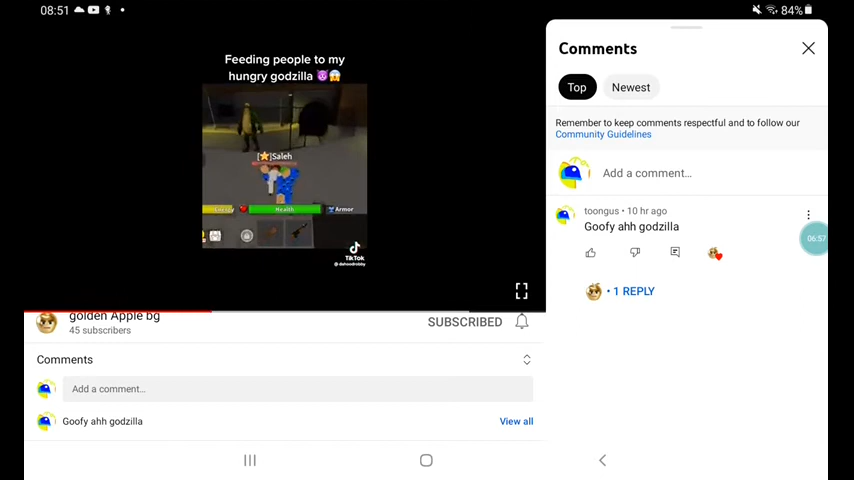 08:51
84%
Feeding people to my
hungry godzilla 😈😱
[⭐]Saleh
Energy
Health
Armor
TikTok
golden Apple bg
45 subscribers
SUBSCRIBED
Comments
Add a comment...
Goofy ahh godzilla
View all
Comments
Top
Newest
Remember to keep comments respectful and to follow our
Community Guidelines
Add a comment...
toongus • 10 hr ago
Goofy ahh godzilla
06:57
• 1 REPLY